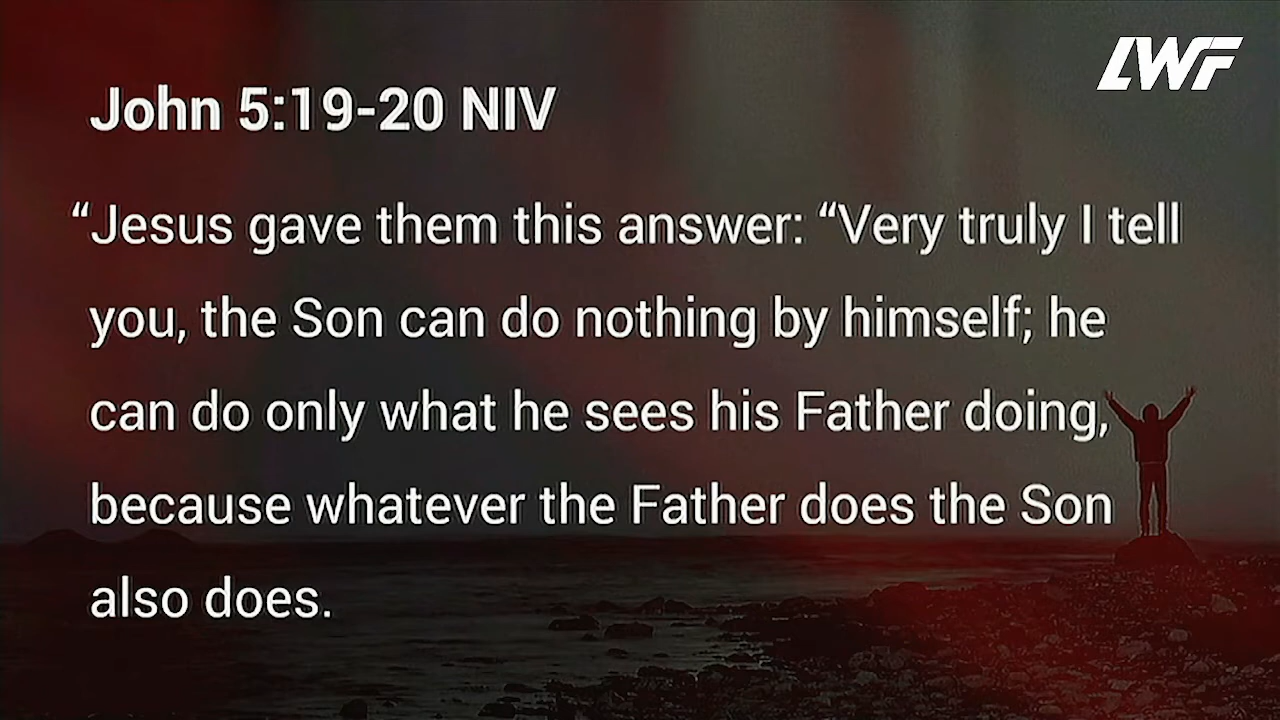 LWF
John 5:19-20 NIV
“Jesus gave them this answer: “Very truly I tell
you, the Son can do nothing by himself; he
can do only what he sees his Father doing,
because whatever the Father does the Son
also does.